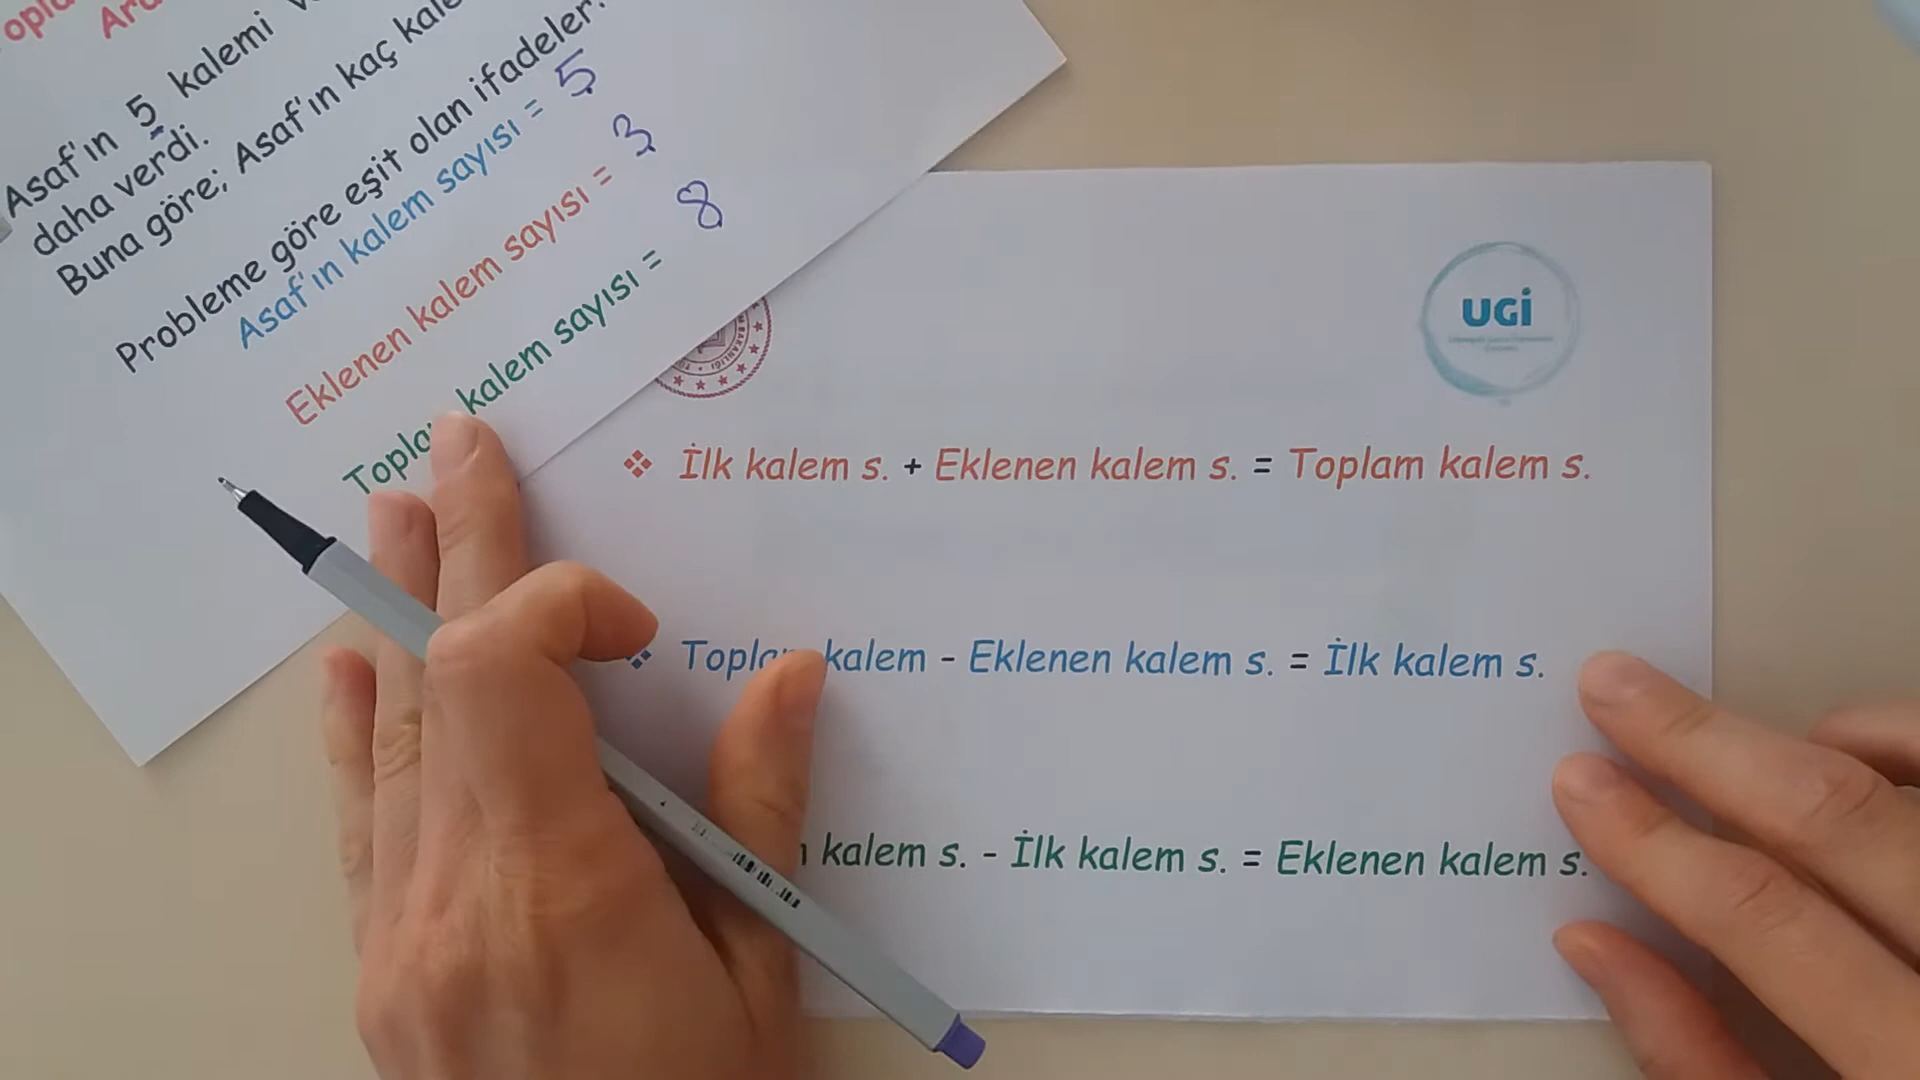 Asaf'ın 5 kalemi
daha verdi.
Buna göre; Asaf'ın kaç
Probleme göre eşit olan ifadeler:
Asaf'ın kalem sayısı = 5
Eklenen kalem sayısı = 3
kalem sayısı = 8
UGi
❖ İlk kalem s. + Eklenen kalem s. = Toplam kalem s.
❖ kalem - Eklenen kalem s. = İlk kalem s.
kalem s. - İlk kalem s. = Eklenen kalem s.